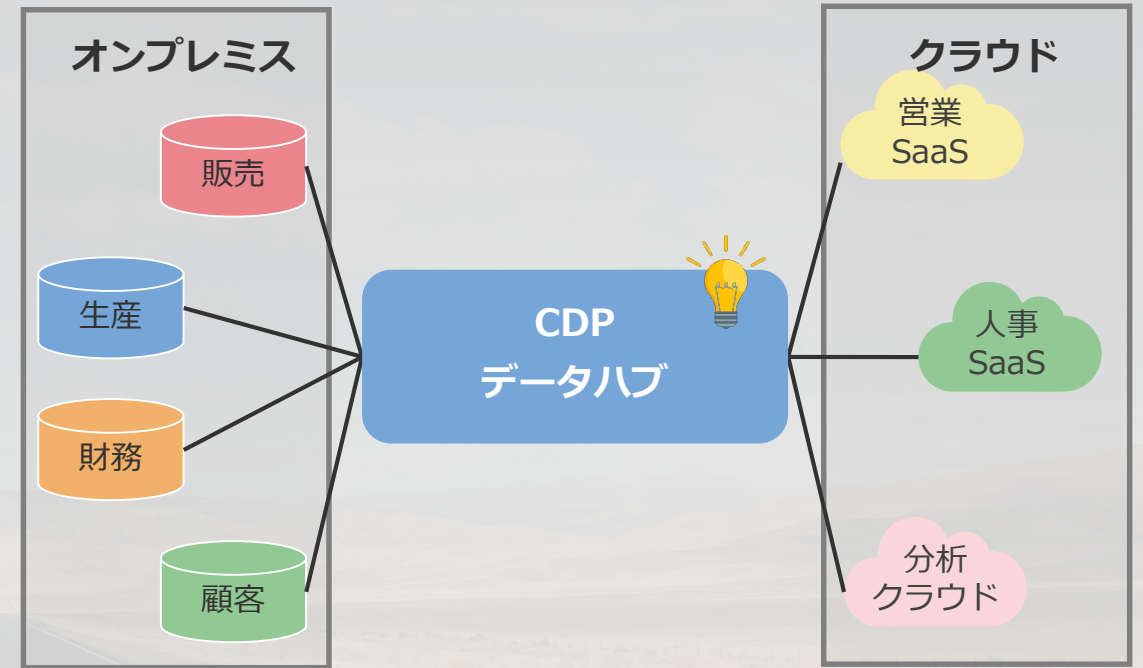 オンプレミス
販売
生産
財務
顧客
CDP
データハブ
クラウド
営業
SaaS
人事
SaaS
分析
クラウド